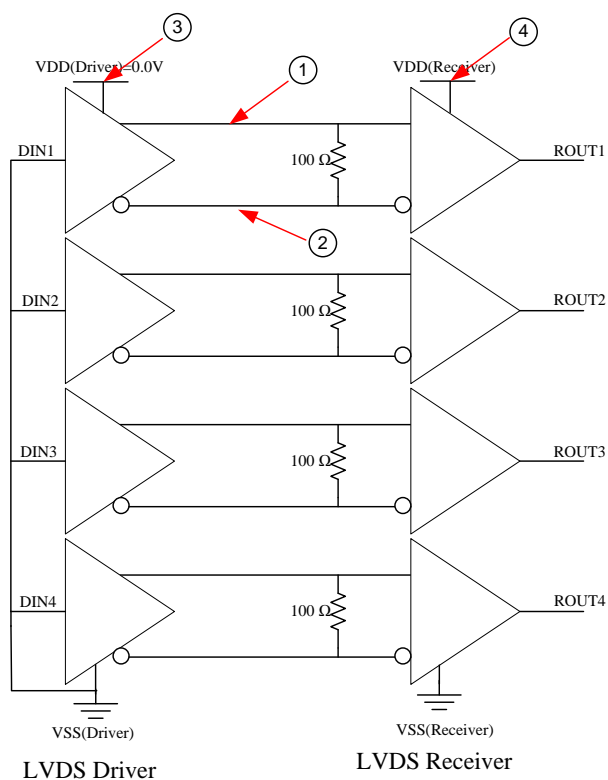 3
4
VDD(Driver)=0.0V
VDD(Receiver)
1
DIN1
100 Ω
ROUT1
2
DIN2
100 Ω
ROUT2
DIN3
100 Ω
ROUT3
DIN4
100 Ω
ROUT4
VSS(Driver)
VSS(Receiver)
LVDS Driver
LVDS Receiver